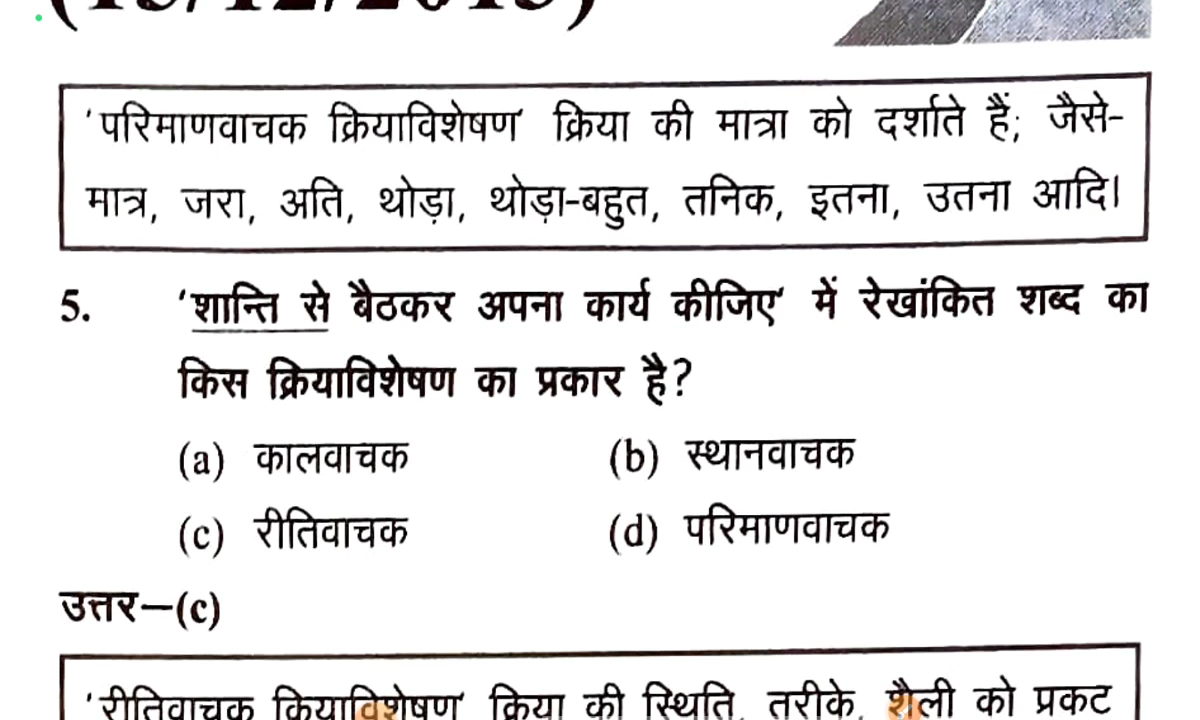 'परिमाणवाचक क्रियाविशेषण' क्रिया की मात्रा को दर्शाते हैं; जैसे-
मात्र, जरा, अति, थोड़ा, थोड़ा-बहुत, तनिक, इतना, उतना आदि।
5. 'शान्ति से बैठकर अपना कार्य कीजिए' में रेखांकित शब्द का
किस क्रियाविशेषण का प्रकार है?
(a) कालवाचक (b) स्थानवाचक
(c) रीतिवाचक (d) परिमाणवाचक
उत्तर–(c)
'रीतिवाचक क्रियाविशेषण' क्रिया की स्थिति, तरीके, शैली को प्रकट